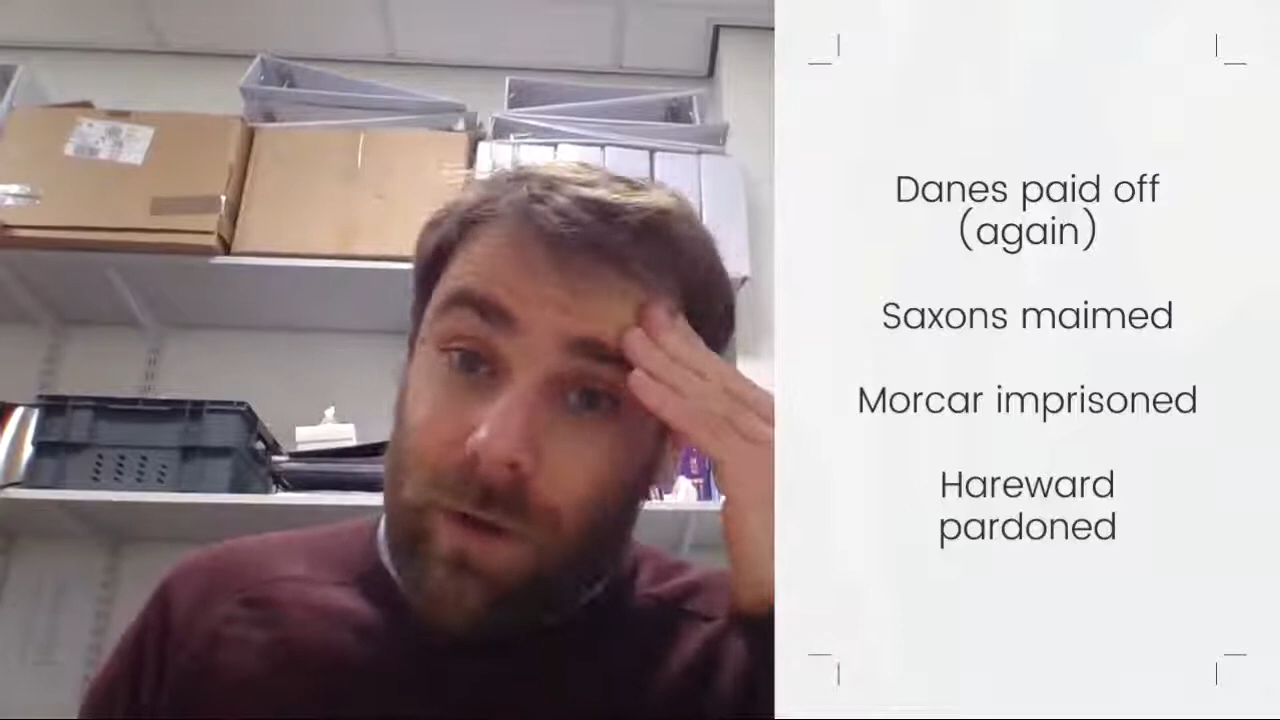 Danes paid off
(again)
Saxons maimed
Morcar imprisoned
Hareward
pardoned